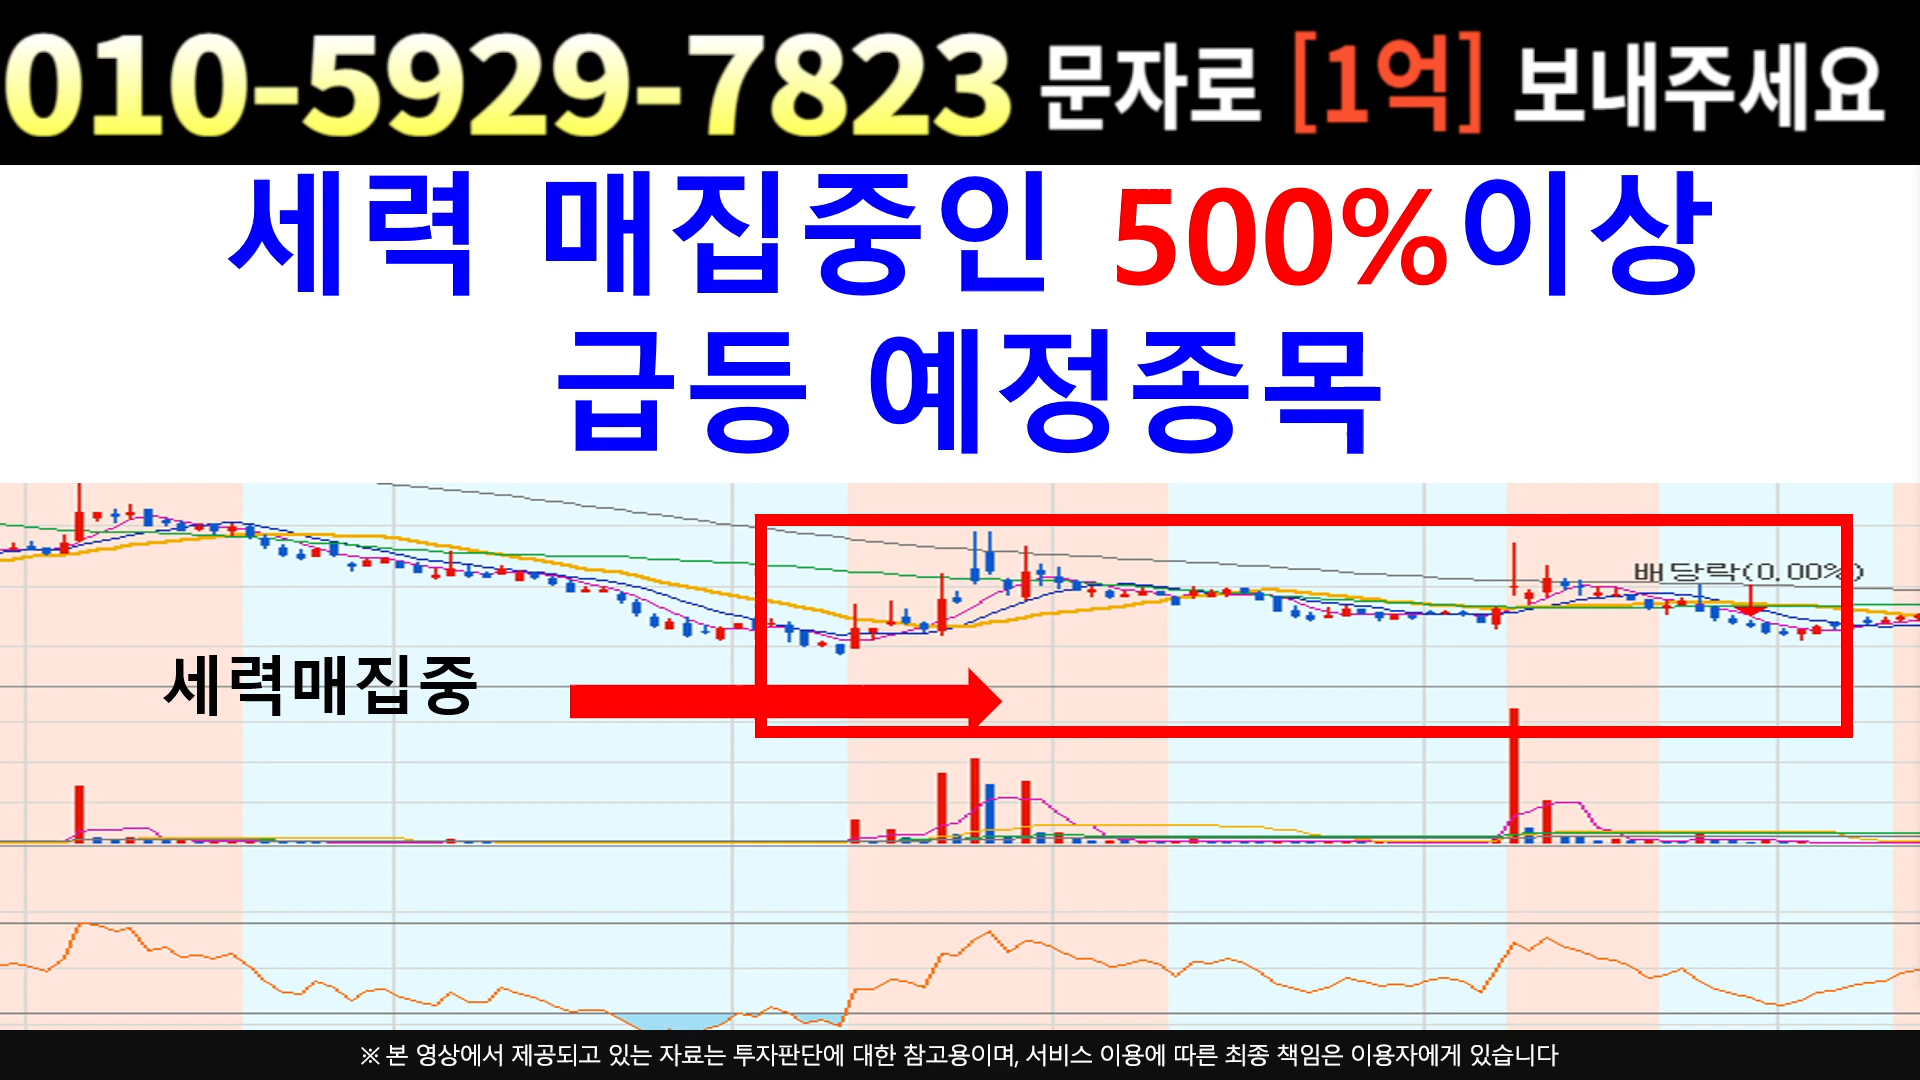 010-5929-7823 문자로 [1억] 보내주세요
세력 매집중인 500%이상
급등 예정종목
배당락(0.00%)
세력매집중
※ 본 영상에서 제공되고 있는 자료는 투자판단에 대한 참고용이며, 서비스 이용에 따른 최종 책임은 이용자에게 있습니다